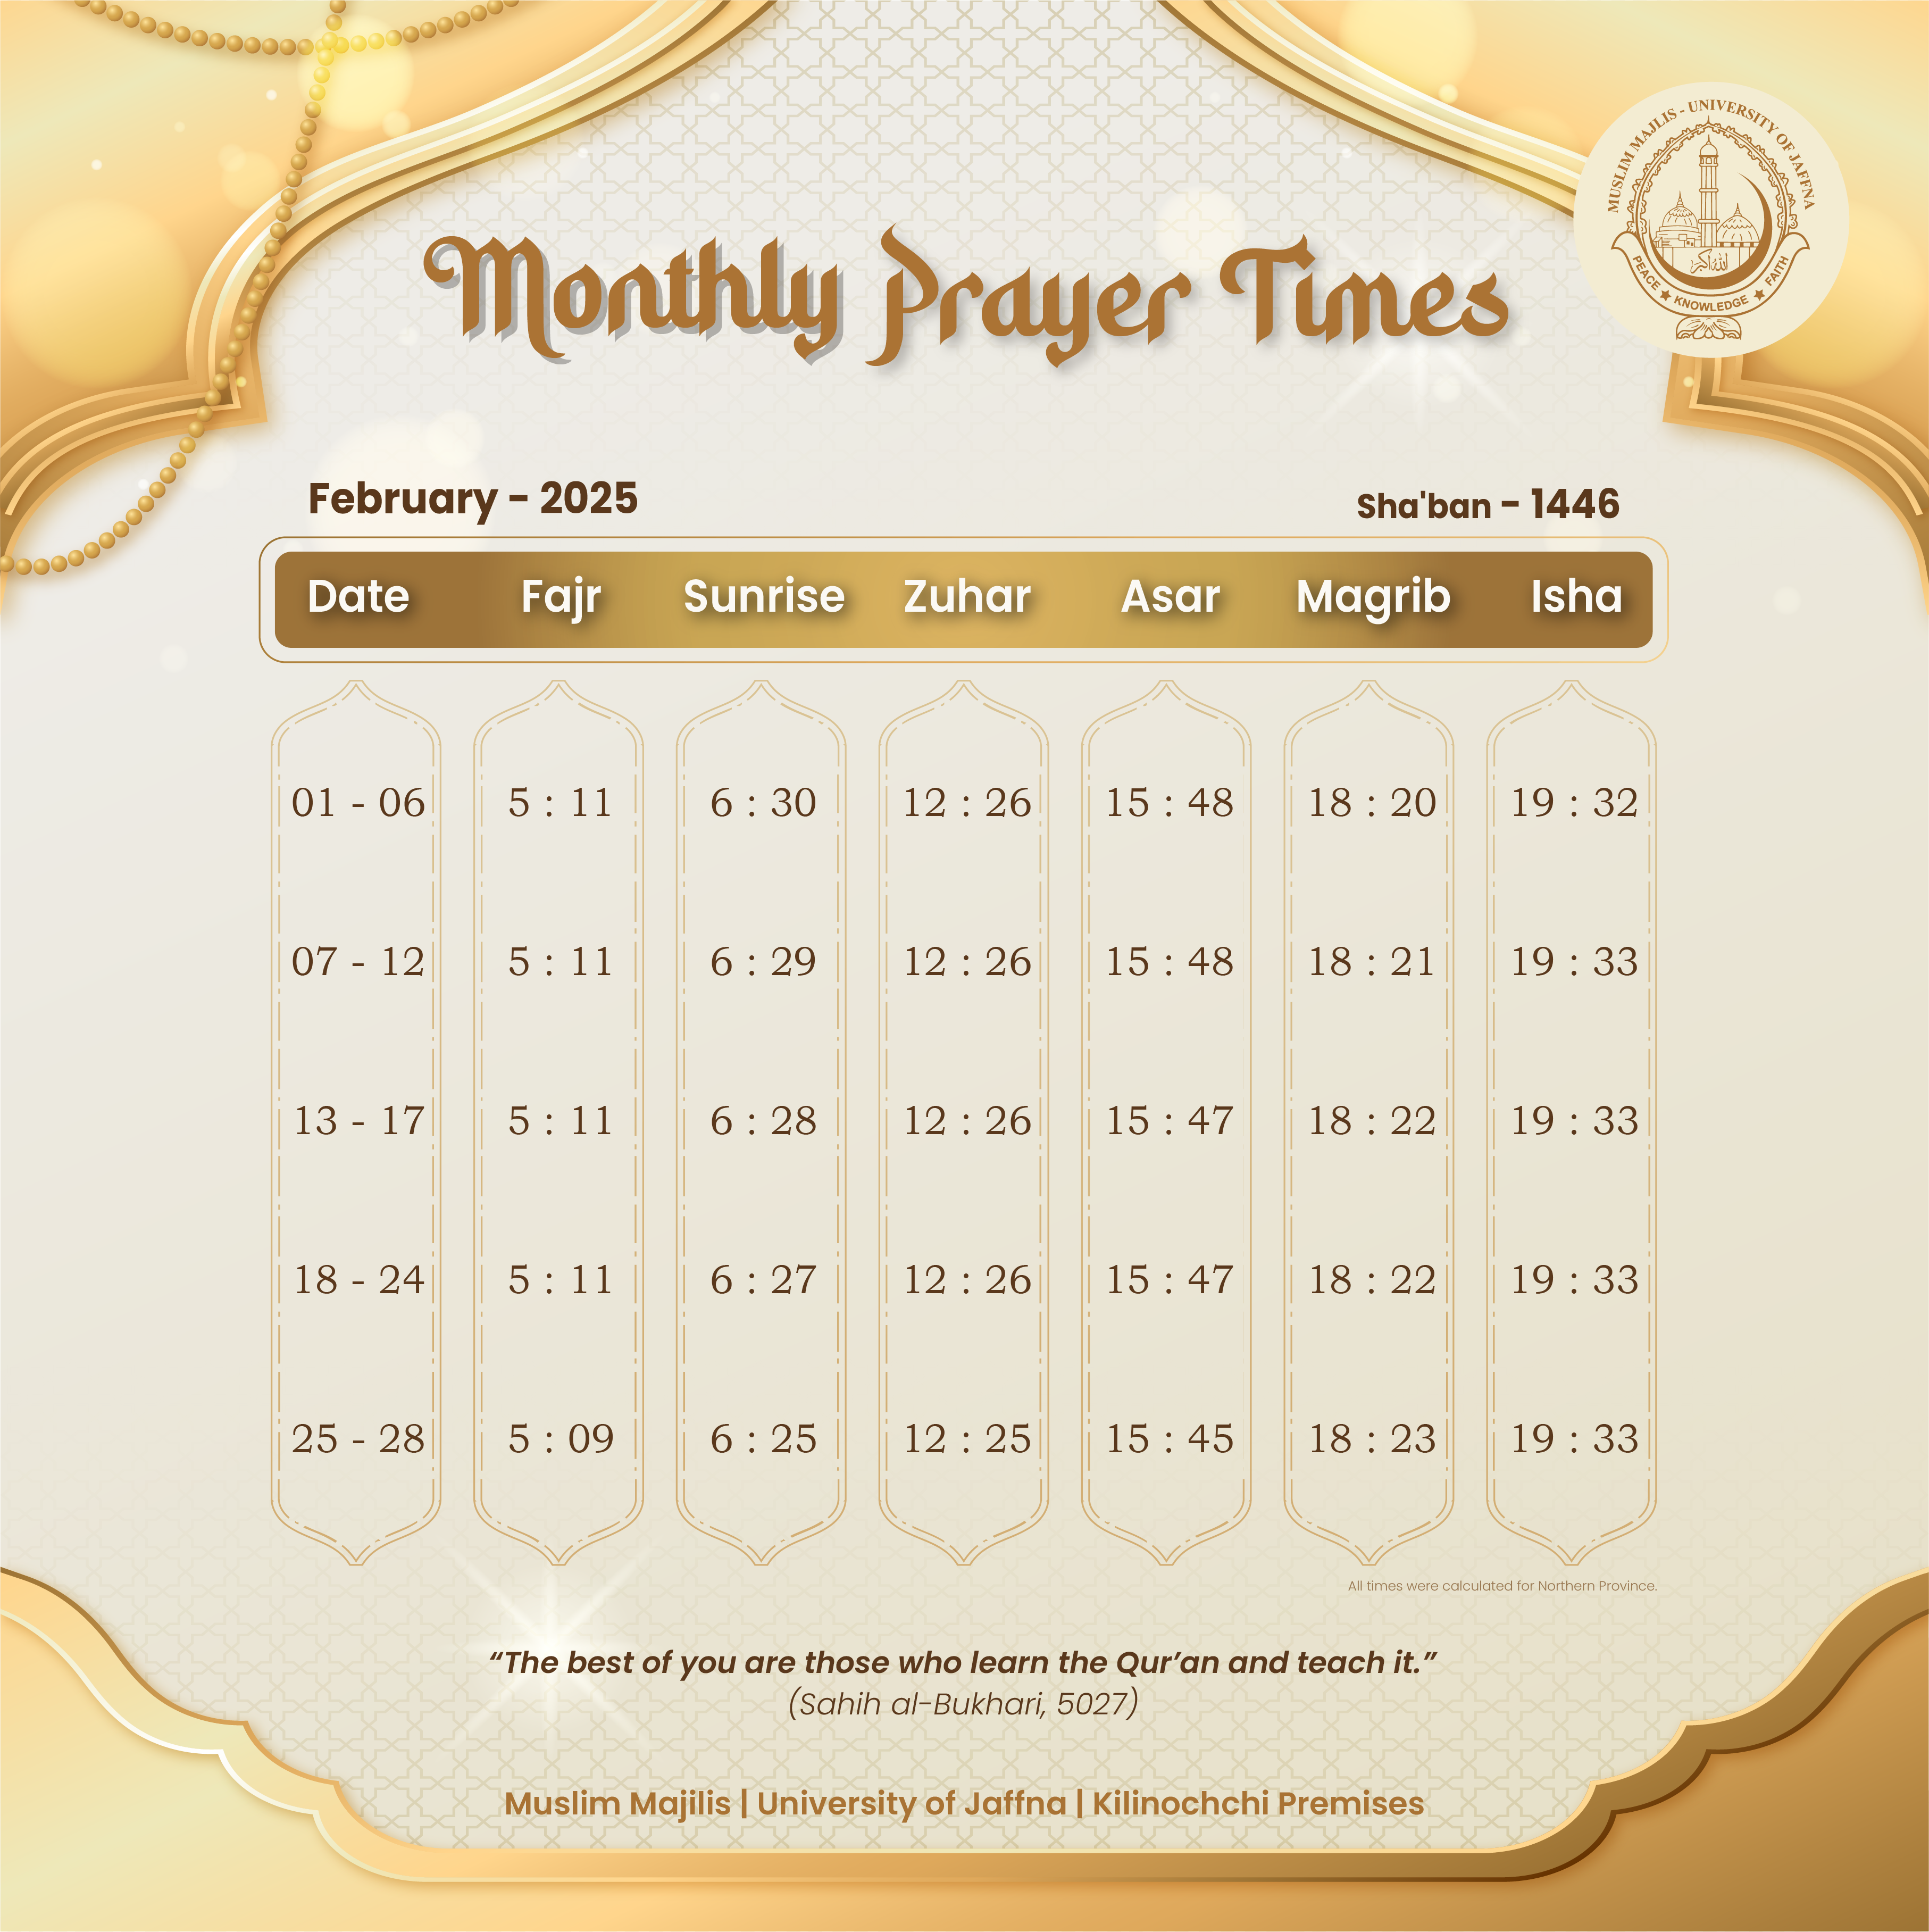 MUSLIM MAJLIS - UNIVERSITY OF JAFFNA
الله اكبر
PEACE ★ KNOWLEDGE ★ FAITH
Monthly Prayer Times
February - 2025 Sha'ban - 1446
Date Fajr Sunrise Zuhar Asar Magrib Isha
01 - 06 5 : 11 6 : 30 12 : 26 15 : 48 18 : 20 19 : 32
07 - 12 5 : 11 6 : 29 12 : 26 15 : 48 18 : 21 19 : 33
13 - 17 5 : 11 6 : 28 12 : 26 15 : 47 18 : 22 19 : 33
18 - 24 5 : 11 6 : 27 12 : 26 15 : 47 18 : 22 19 : 33
25 - 28 5 : 09 6 : 25 12 : 25 15 : 45 18 : 23 19 : 33
All times were calculated for Northern Province.
“The best of you are those who learn the Qur’an and teach it.”
(Sahih al-Bukhari, 5027)
Muslim Majilis | University of Jaffna | Kilinochchi Premises